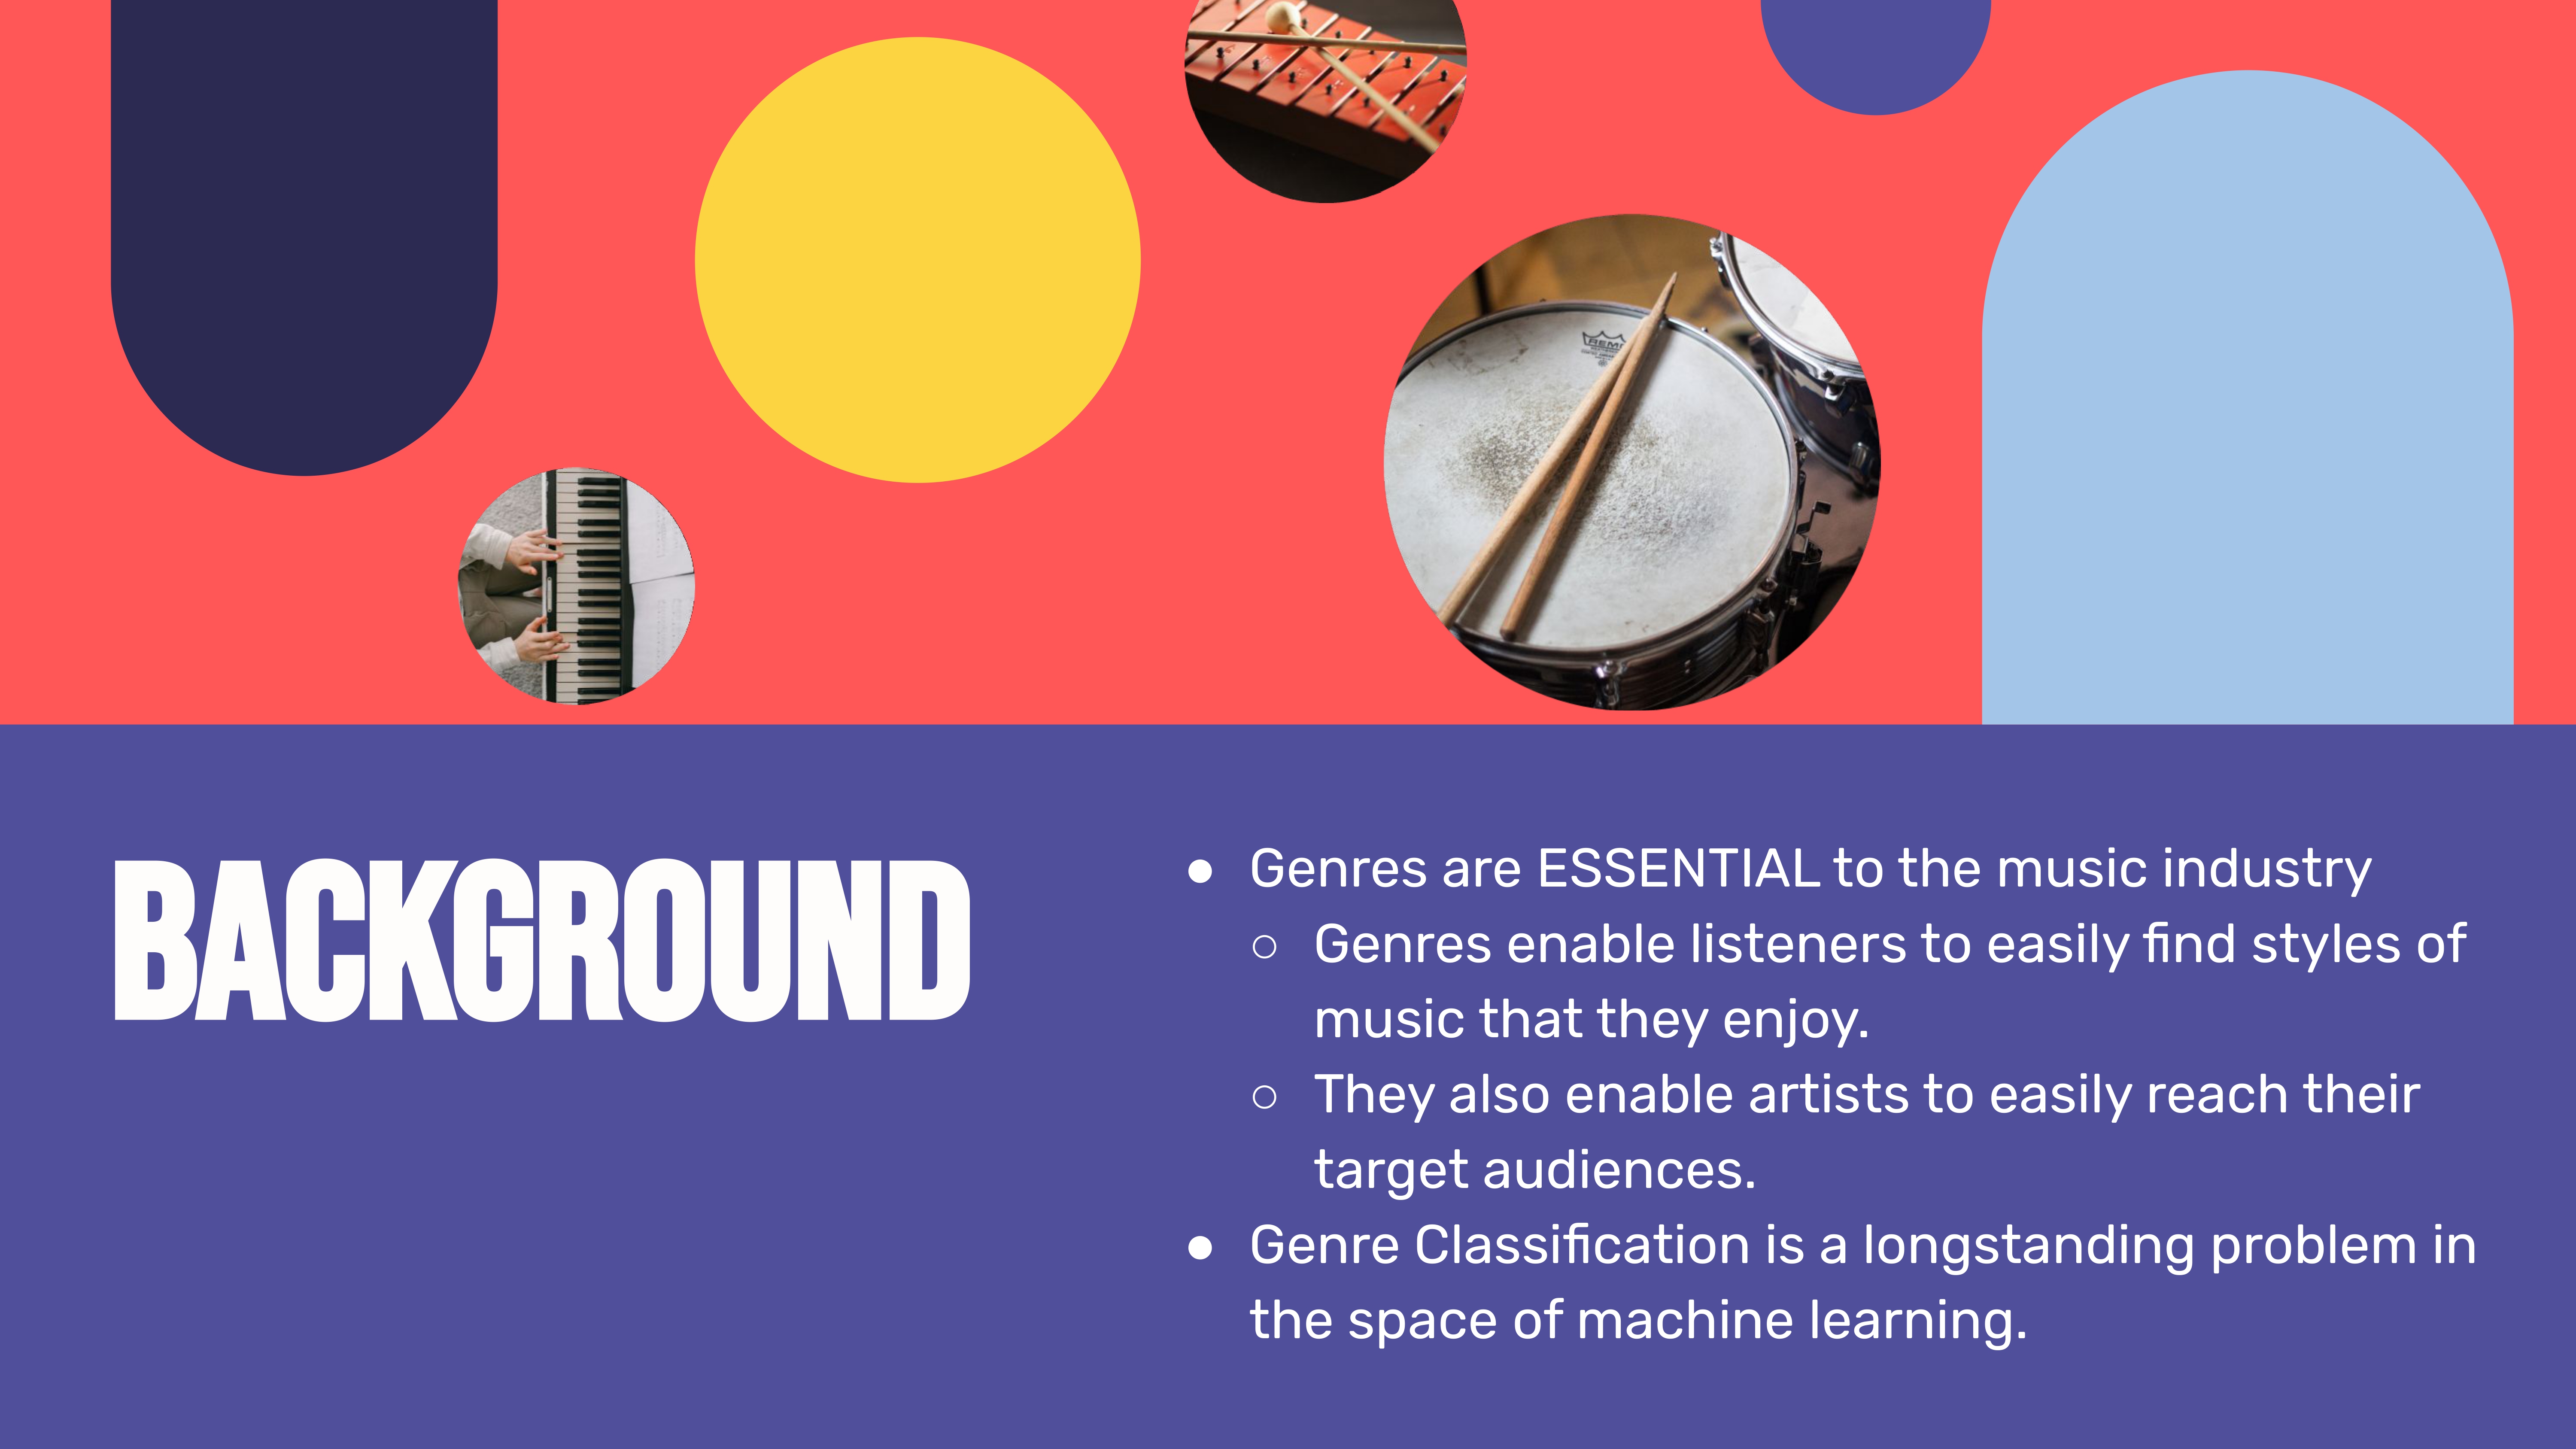 REMO
BACKGROUND
● Genres are ESSENTIAL to the music industry
○ Genres enable listeners to easily find styles of
music that they enjoy.
○ They also enable artists to easily reach their
target audiences.
● Genre Classification is a longstanding problem in
the space of machine learning.